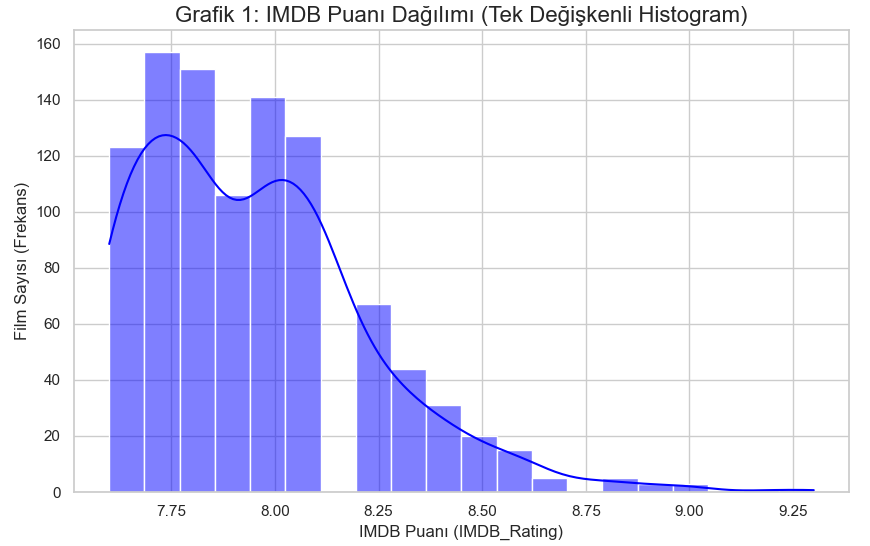 Grafik 1: IMDB Puanı Dağılımı (Tek Değişkenli Histogram)
160
140
120
100
80
60
40
20
0
Film Sayısı (Frekans)
7.75 8.00 8.25 8.50 8.75 9.00 9.25
IMDB Puanı (IMDB_Rating)